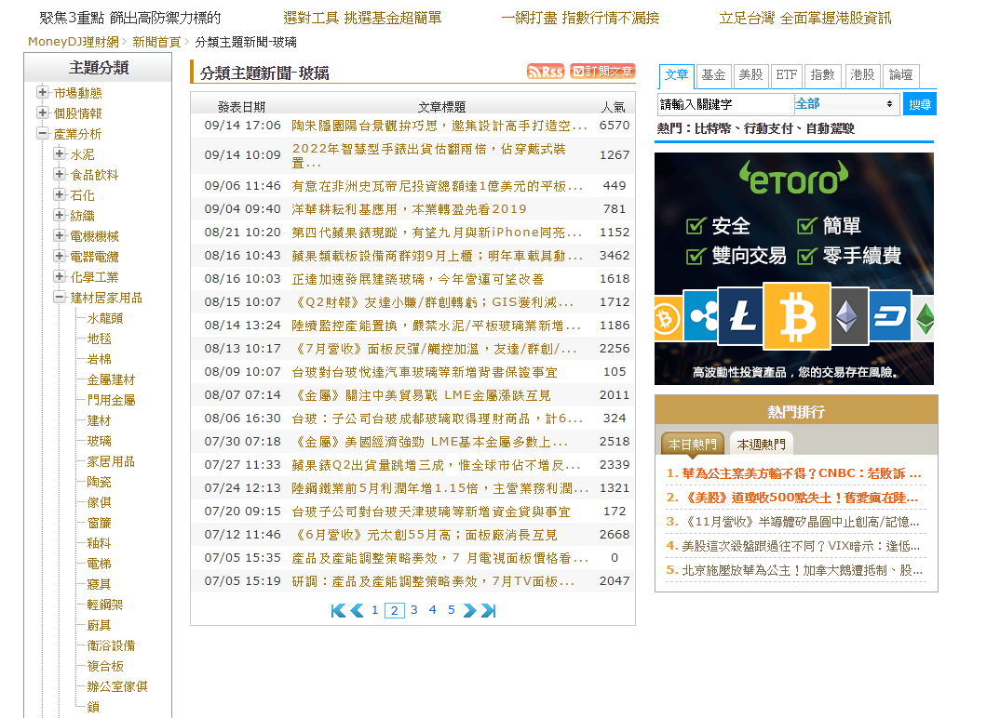 聚焦3重點 篩出高防禦力標的 選對工具 挑選基金超簡單 一網打盡 指數行情不漏接 立足台灣 全面掌握港股資訊
MoneyDJ理財網 新聞首頁 分類主題新聞-玻璃
主題分類
市場動態
個股情報
產業分析
水泥
食品飲料
石化
紡織
電機機械
電器電纜
化學工業
建材居家用品
水龍頭
地毯
岩棉
金屬建材
門用金屬
建材
玻璃
家居用品
陶瓷
傢俱
窗簾
釉料
電梯
寢具
輕鋼架
廚具
衛浴設備
複合板
辦公室傢俱
鎖
分類主題新聞-玻璃 Rss 訂閱文章
發表日期 文章標題 人氣
09/14 17:06 陶朱隱園陽台景觀拚巧思，邀集設計高手打造空... 6570
09/14 10:09 2022年智慧型手錶出貨估翻兩倍，佔穿戴式裝
置... 1267
09/06 11:46 有意在非洲史瓦帝尼投資總額達1億美元的平板... 449
09/04 09:40 洋華耕耘利基應用，本業轉盈先看2019 781
08/21 10:20 第四代蘋果錶現蹤，有望九月與新iPhone同亮... 1152
08/16 10:43 蘋果類載板設備商群翊9月上櫃；明年車載具動... 3462
08/16 10:03 正達加速發展建築玻璃，今年營運可望改善 1618
08/15 10:07 《Q2財報》友達小賺/群創轉虧；GIS獲利減... 1712
08/14 13:24 陸續監控產能置換，嚴禁水泥/平板玻璃業新增... 1186
08/13 10:17 《7月營收》面板反彈/觸控加溫，友達/群創/... 2256
08/09 10:07 台玻對台玻悅達汽車玻璃等新增背書保證事宜 105
08/07 07:14 《金屬》關注中美貿易戰 LME金屬漲跌互見 2011
08/06 16:30 台玻：子公司台玻成都玻璃取得理財商品，計6... 324
07/30 07:18 《金屬》美國經濟強勁 LME基本金屬多數上... 2518
07/27 11:33 蘋果錶Q2出貨量跳增三成，惟全球市佔不增反... 2339
07/24 12:13 陸鋼鐵業前5月利潤年增1.15倍，主營業務利潤... 1321
07/20 09:15 台玻子公司對台玻天津玻璃等新增資金貸與事宜 172
07/12 11:46 《6月營收》元太創55月高；面板廠消長互見 2668
07/05 15:35 產品及產能調整策略奏效，7 月電視面板價格看... 0
07/05 15:19 研調：產品及產能調整策略奏效，7月TV面板... 2047
1 2 3 4 5
文章 基金 美股 ETF 指數 港股 論壇
請輸入關鍵字 全部 搜尋
熱門：比特幣、行動支付、自動駕駛
eToro
安全 簡單
雙向交易 零手續費
高波動性投資產品，您的交易存在風險。
熱門排行
本日熱門 本週熱門
1. 華為公主案美方輸不得？CNBC：若敗訴 ...
2. 《美股》道瓊收500點失土！舊愛瘋在陸...
3. 《11月營收》半導體矽晶圓中止創高/記憶...
4. 美股這次殺盤跟過往不同？VIX暗示：逢低...
5. 北京施壓放華為公主！加拿大鵝遭抵制、股...